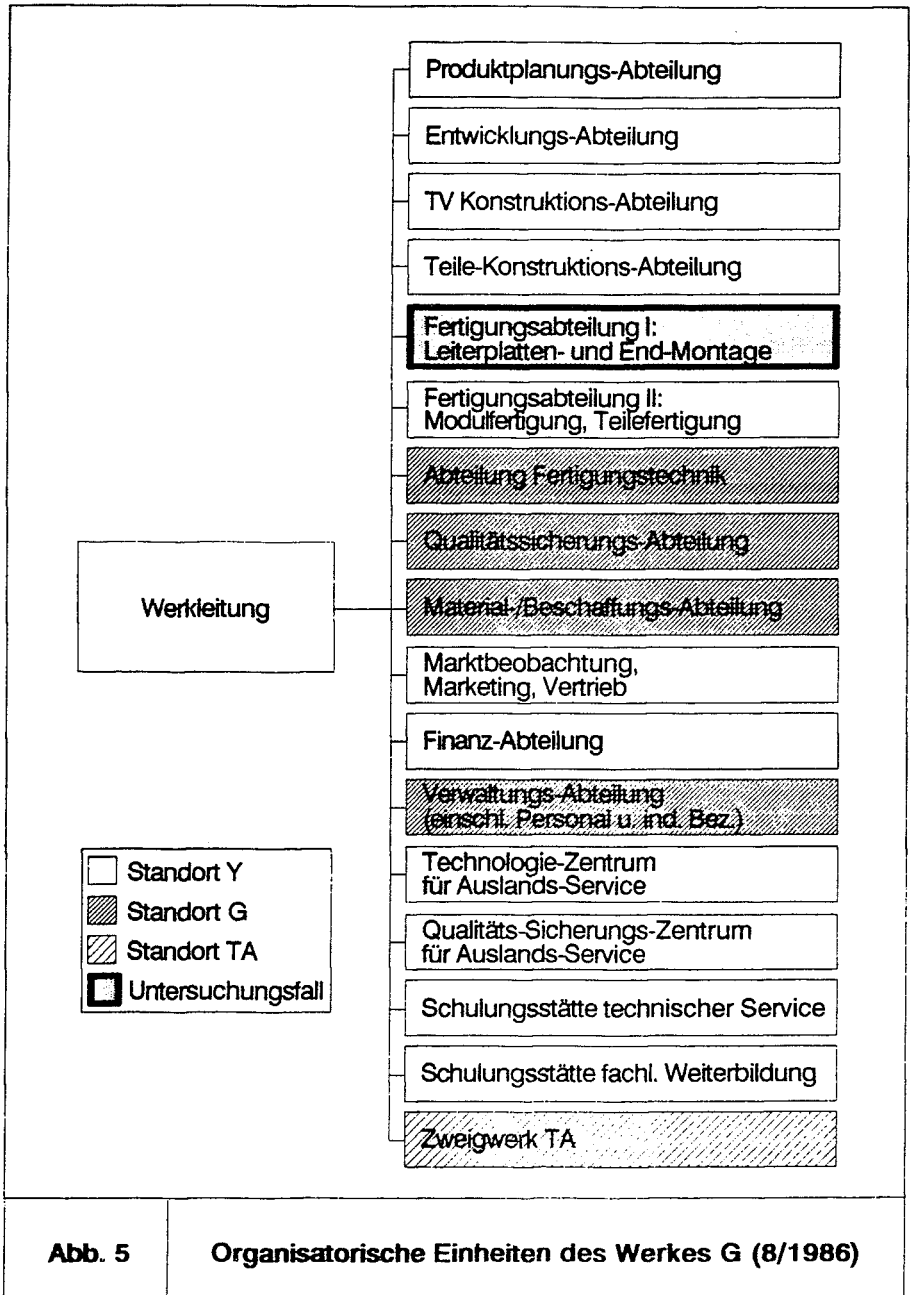 Produktplanungs-Abteilung
Entwicklungs-Abteilung
TV Konstruktions-Abteilung
Teile-Konstruktions-Abteilung
Fertigungsabteilung I:
Leiterplatten- und End-Montage
Fertigungsabteilung II:
Modulfertigung, Teilefertigung
Abteilung Fertigungstechnik
Qualitätssicherungs-Abteilung
Werkleitung
Material-/Beschaffungs-Abteilung
Marktbeobachtung,
Marketing, Vertrieb
Finanz-Abteilung
Verwaltungs-Abteilung
(einschl. Personal u. ind. Bez.)
Technologie-Zentrum
für Auslands-Service
Qualitäts-Sicherungs-Zentrum
für Auslands-Service
Schulungsstätte technischer Service
Schulungsstätte fachl. Weiterbildung
Zweigwerk TA
Standort Y
Standort G
Standort TA
Untersuchungsfall
Abb. 5
Organisatorische Einheiten des Werkes G (8/1986)